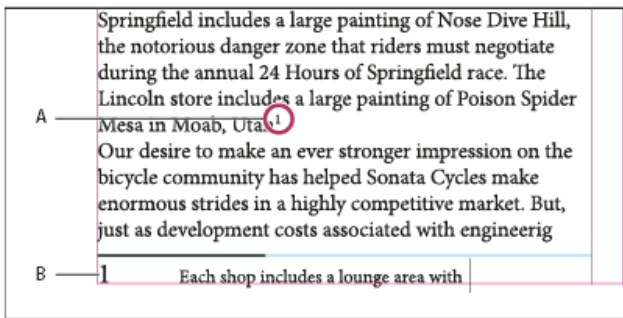 Springfield includes a large painting of Nose Dive Hill,
the notorious danger zone that riders must negotiate
during the annual 24 Hours of Springfield race. The
Lincoln store includes a large painting of Poison Spider
A
Mesa in Moab, Utah¹
Our desire to make an ever stronger impression on the
bicycle community has helped Sonata Cycles make
enormous strides in a highly competitive market. But,
just as development costs associated with engineerig
B
1 Each shop includes a lounge area with